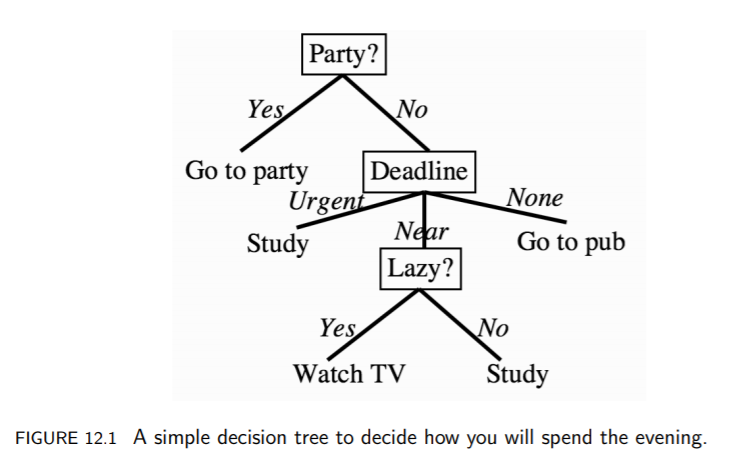 Party?
Yes
No
Go to party
Deadline
Urgent
None
Study
Near
Go to pub
Lazy?
Yes
No
Watch TV
Study
FIGURE 12.1 A simple decision tree to decide how you will spend the evening.